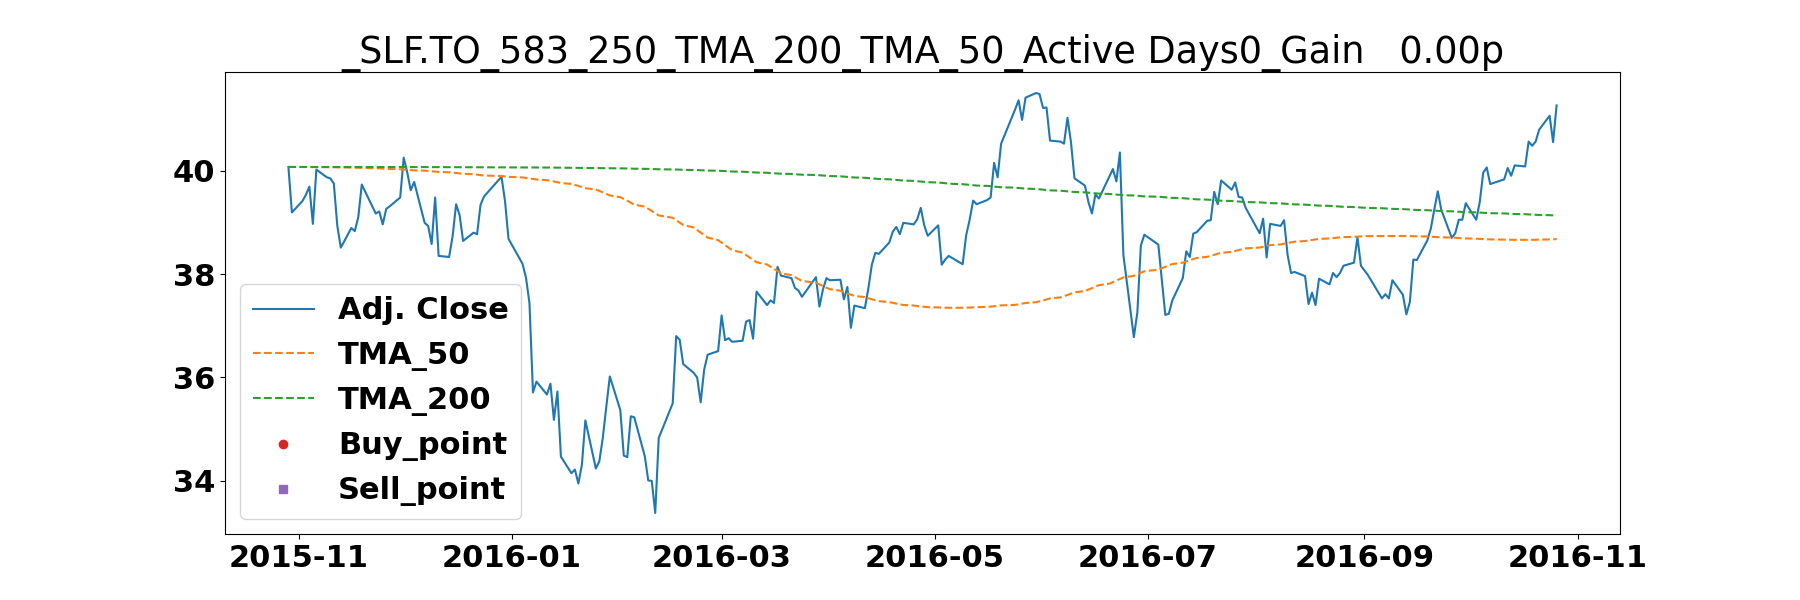 _SLF.TO_583_250_TMA_200_TMA_50_Active Days0_Gain   0.00p
40
38
36
34
Adj. Close
TMA_50
TMA_200
Buy_point
Sell_point
2015-11 2016-01 2016-03 2016-05 2016-07 2016-09 2016-11